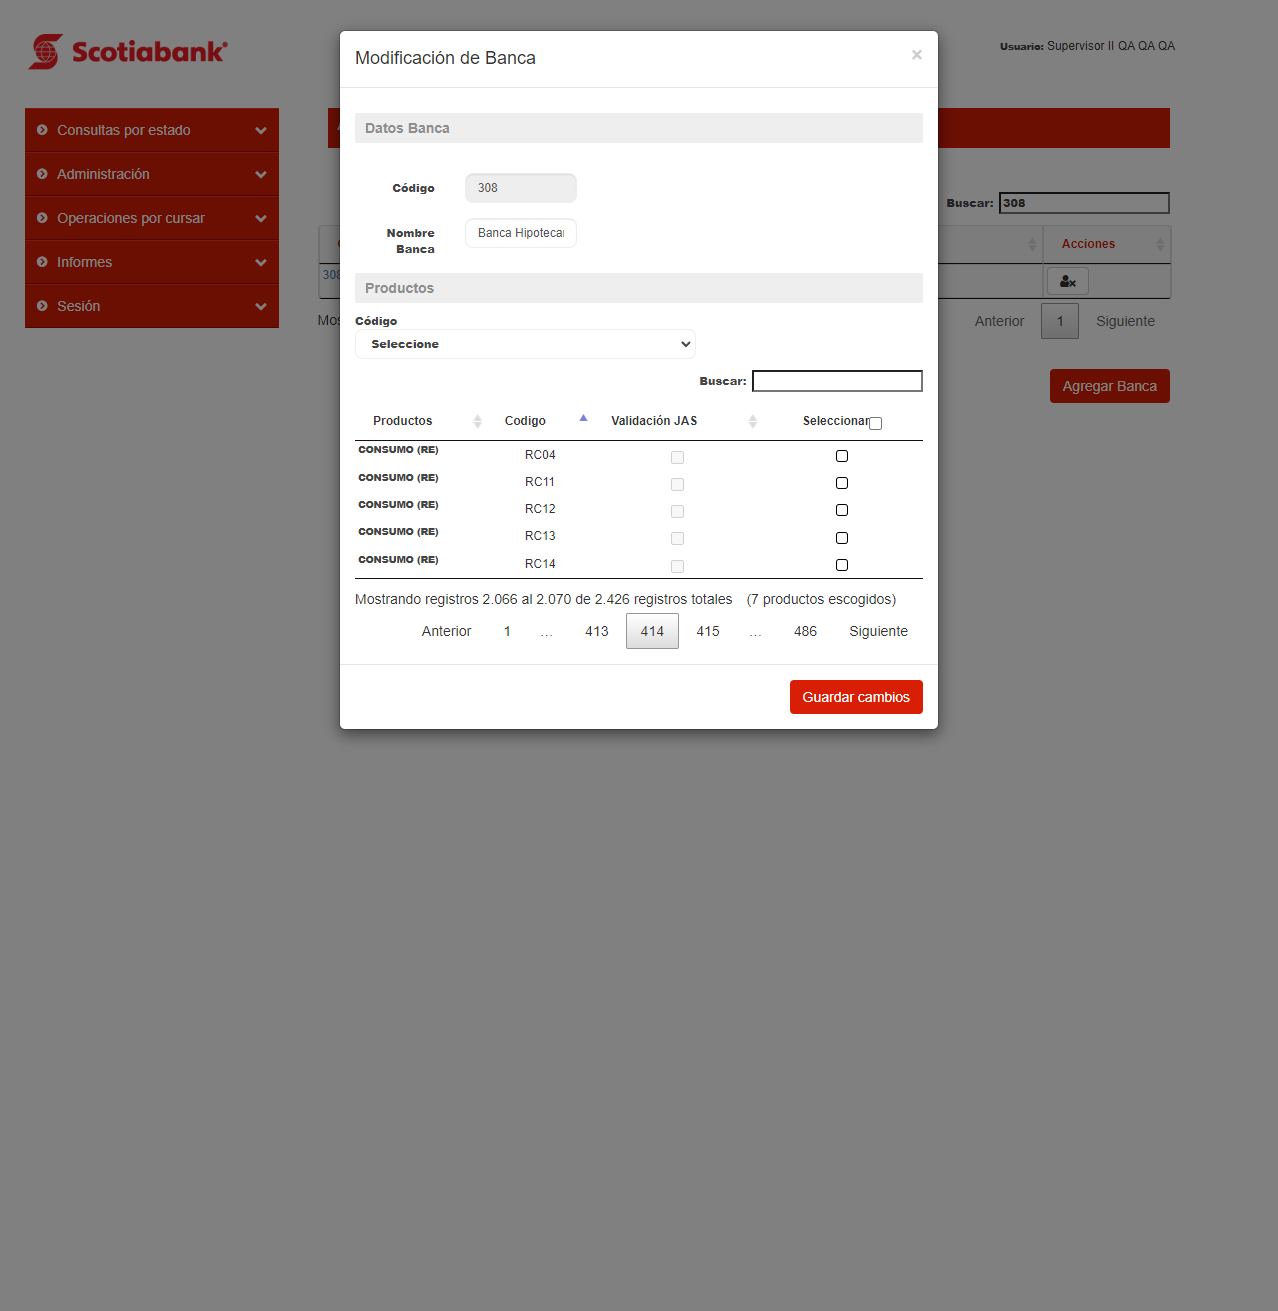 Scotiabank
Usuario: Supervisor II QA QA QA
Consultas por estado
Administración
Operaciones por cursar
Informes
Sesión
Modificación de Banca
×
Datos Banca
Código
308
Nombre Banca
Banca Hipotecar
Productos
Código
Seleccione
Buscar:
Productos Codigo Validación JAS Seleccionar
CONSUMO (RE) RC04
CONSUMO (RE) RC11
CONSUMO (RE) RC12
CONSUMO (RE) RC13
CONSUMO (RE) RC14
Mostrando registros 2.066 al 2.070 de 2.426 registros totales (7 productos escogidos)
Anterior 1 … 413 414 415 … 486 Siguiente
Guardar cambios
Buscar: 308
Acciones
308
Anterior 1 Siguiente
Agregar Banca